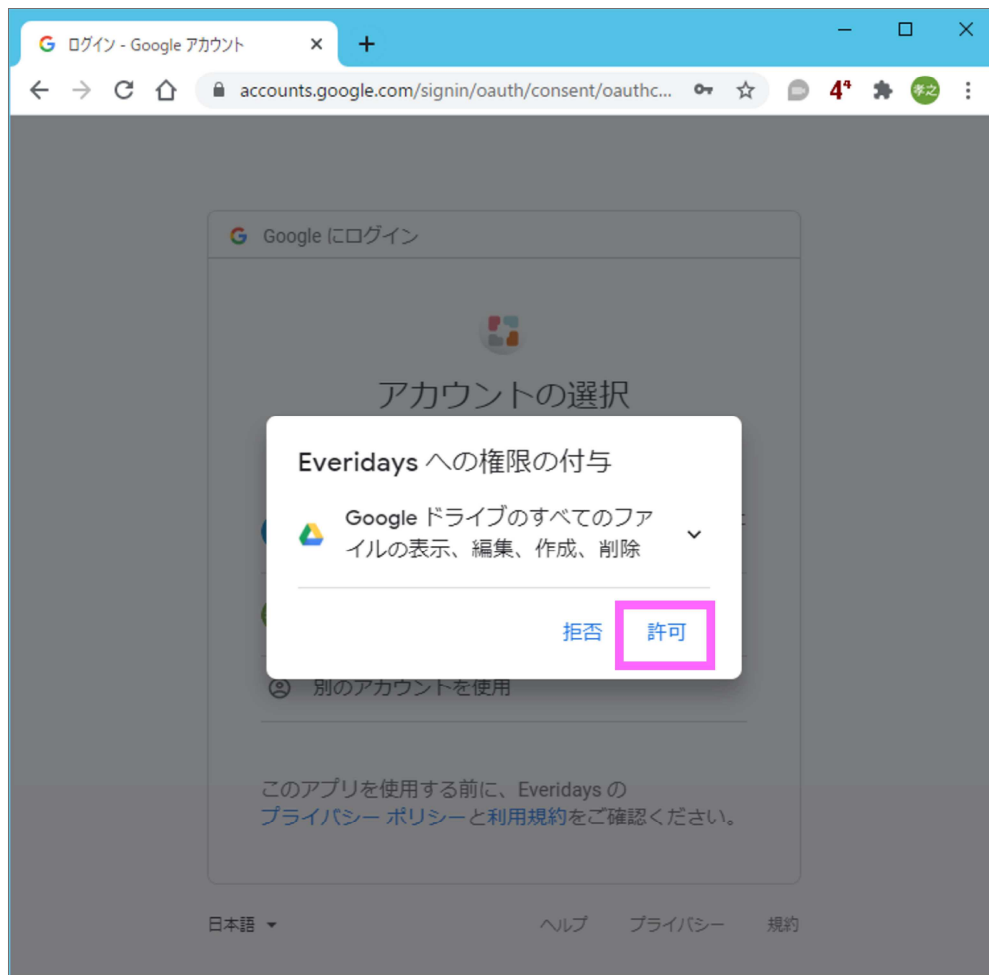 ログイン - Google アカウント
accounts.google.com/signin/oauth/consent/oauthc...
4⁴
孝之
Google にログイン
アカウントの選択
Everidays への権限の付与
Google ドライブのすべてのファ
イルの表示、編集、作成、削除
拒否 許可
別のアカウントを使用
このアプリを使用する前に、Everidays の
プライバシー ポリシーと利用規約をご確認ください。
日本語 ヘルプ プライバシー 規約